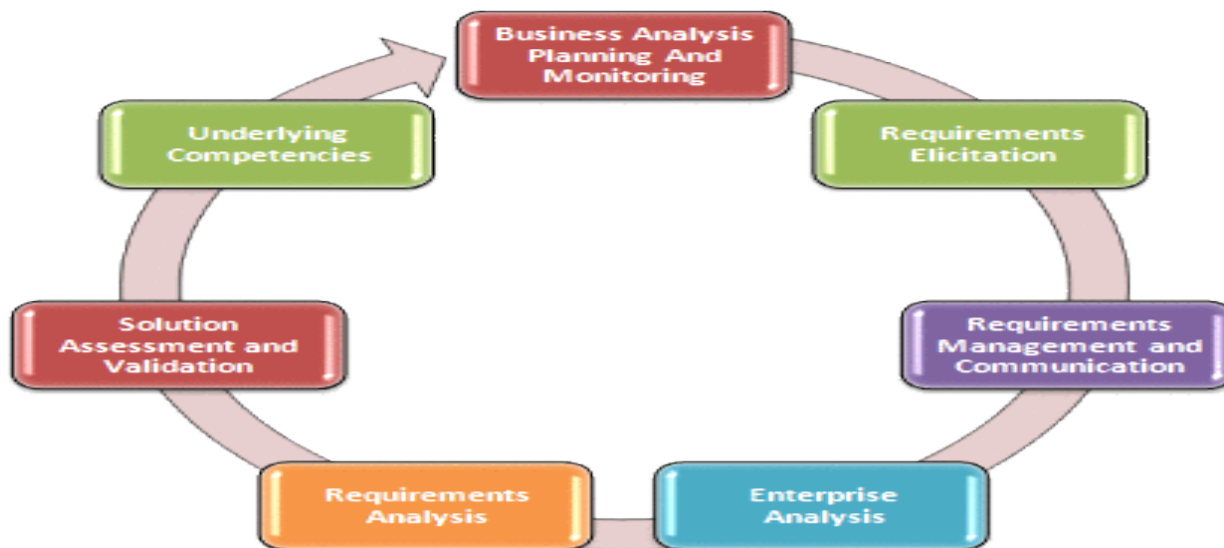 Business Analysis
Planning And
Monitoring
Requirements
Elicitation
Requirements
Management and
Communication
Enterprise
Analysis
Requirements
Analysis
Solution
Assessment and
Validation
Underlying
Competencies